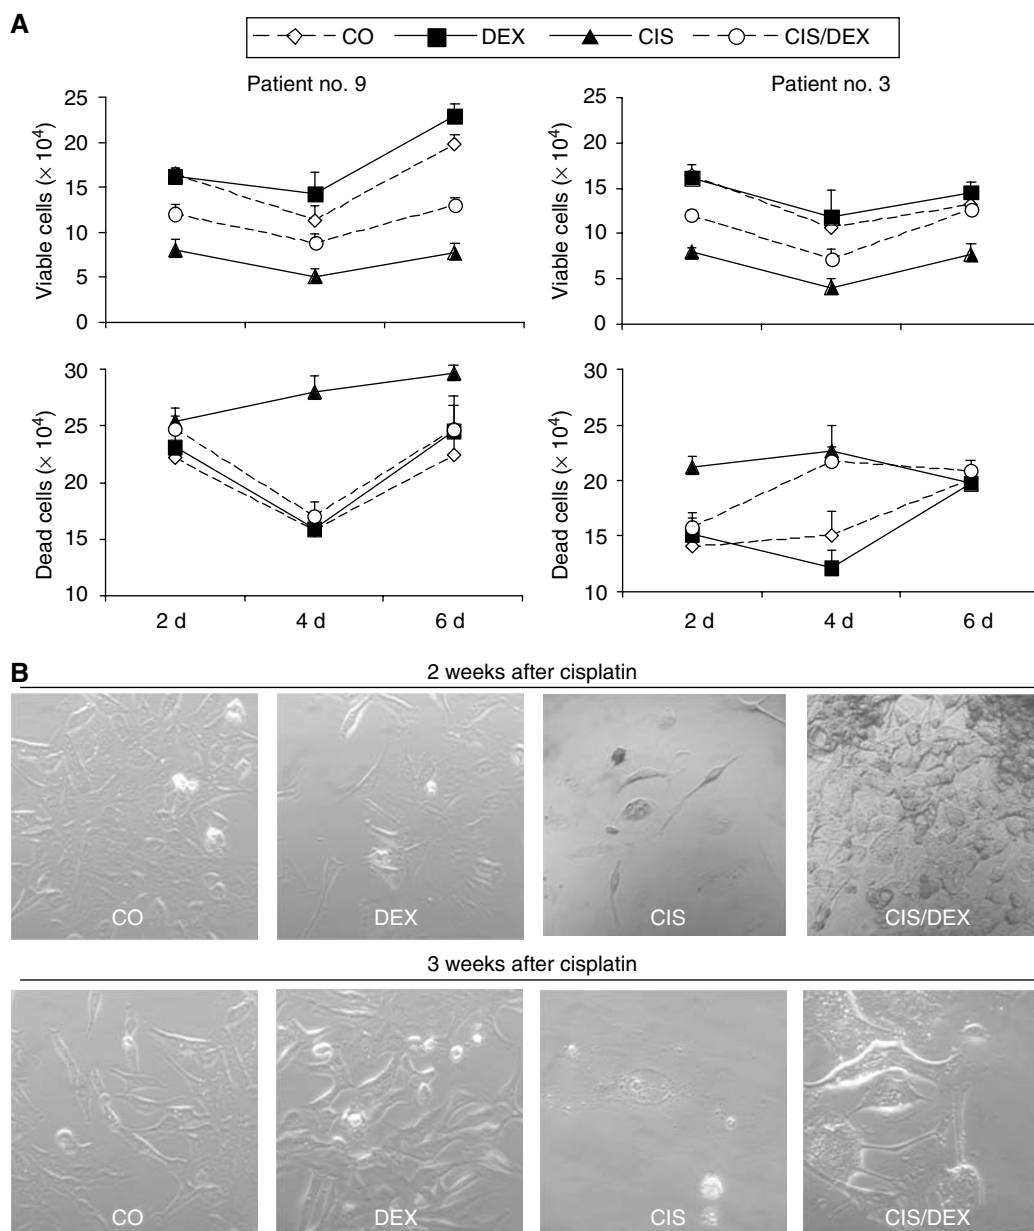 A
CO DEX CIS CIS/DEX
Patient no. 9
Patient no. 3
Viable cells (× 10⁴)
25
20
15
10
5
0
Viable cells (× 10⁴)
25
20
15
10
5
0
Dead cells (× 10⁴)
30
25
20
15
10
2 d 4 d 6 d
Dead cells (× 10⁴)
30
25
20
15
10
2 d 4 d 6 d
B
2 weeks after cisplatin
CO DEX CIS CIS/DEX
3 weeks after cisplatin
CO DEX CIS CIS/DEX